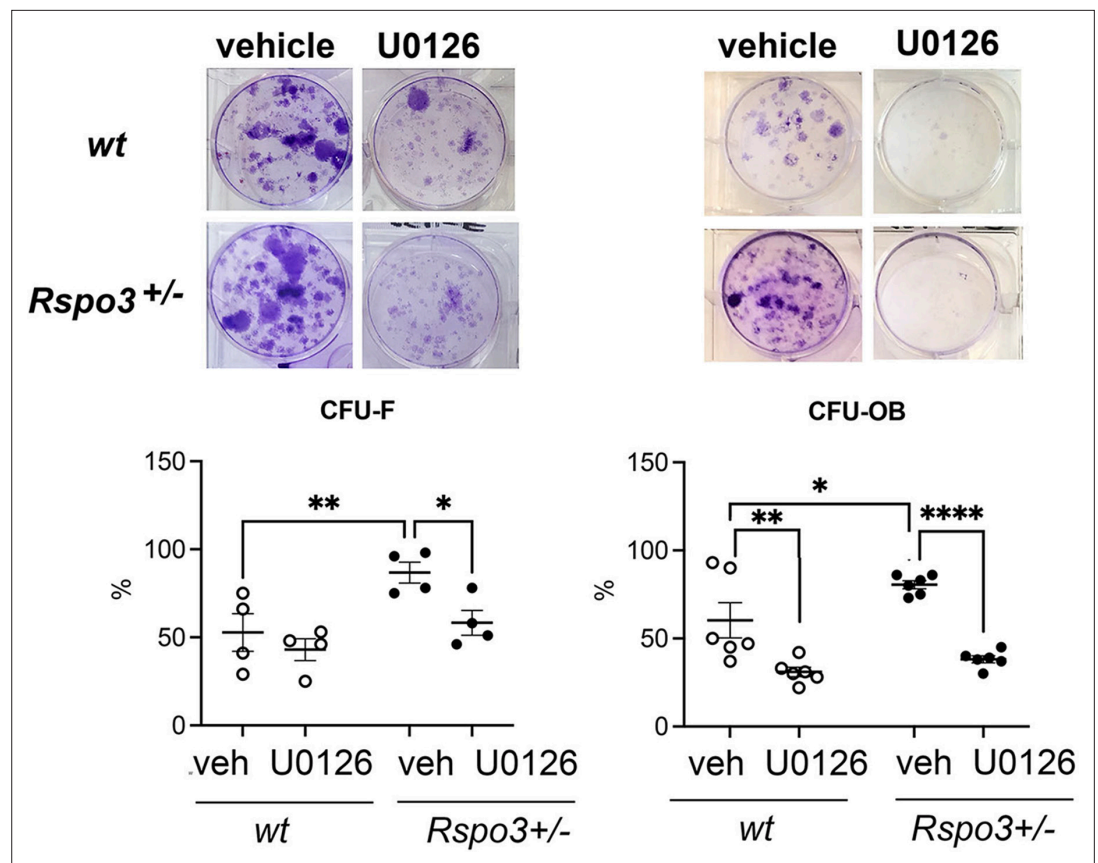 vehicle U0126 vehicle U0126
wt
Rspo3 +/-
CFU-F CFU-OB
150 150
** * * ** ****
100 100
% %
50 50
0 0
veh U0126 veh U0126 veh U0126 veh U0126
wt Rspo3+/- wt Rspo3+/-